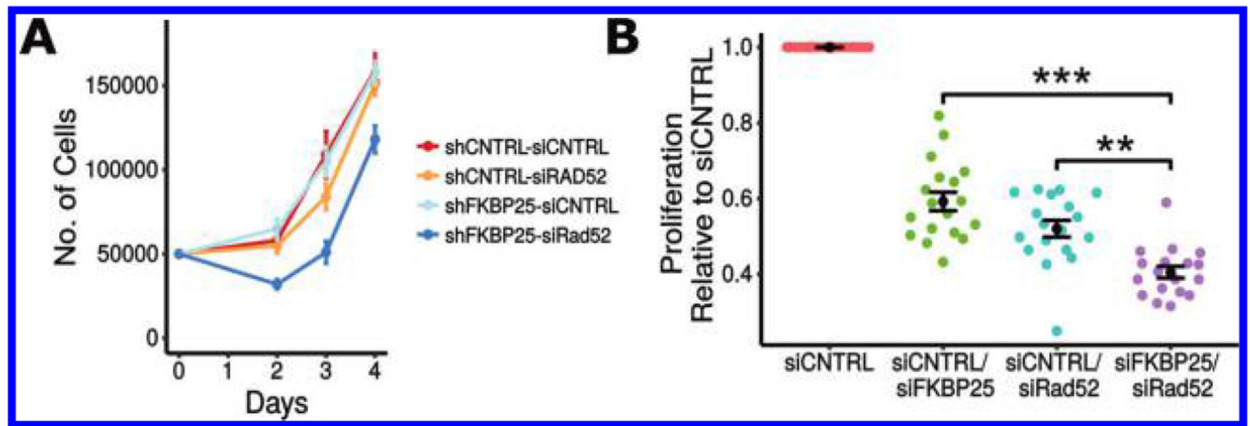 A
No. of Cells
150000
100000
50000
0
0 1 2 3 4
Days
shCNTRL-siCNTRL
shCNTRL-siRAD52
shFKBP25-siCNTRL
shFKBP25-siRad52
B
Proliferation
Relative to siCNTRL
1.0
0.8
0.6
0.4
***
**
siCNTRL
siCNTRL/
siFKBP25
siCNTRL/
siRad52
siFKBP25/
siRad52